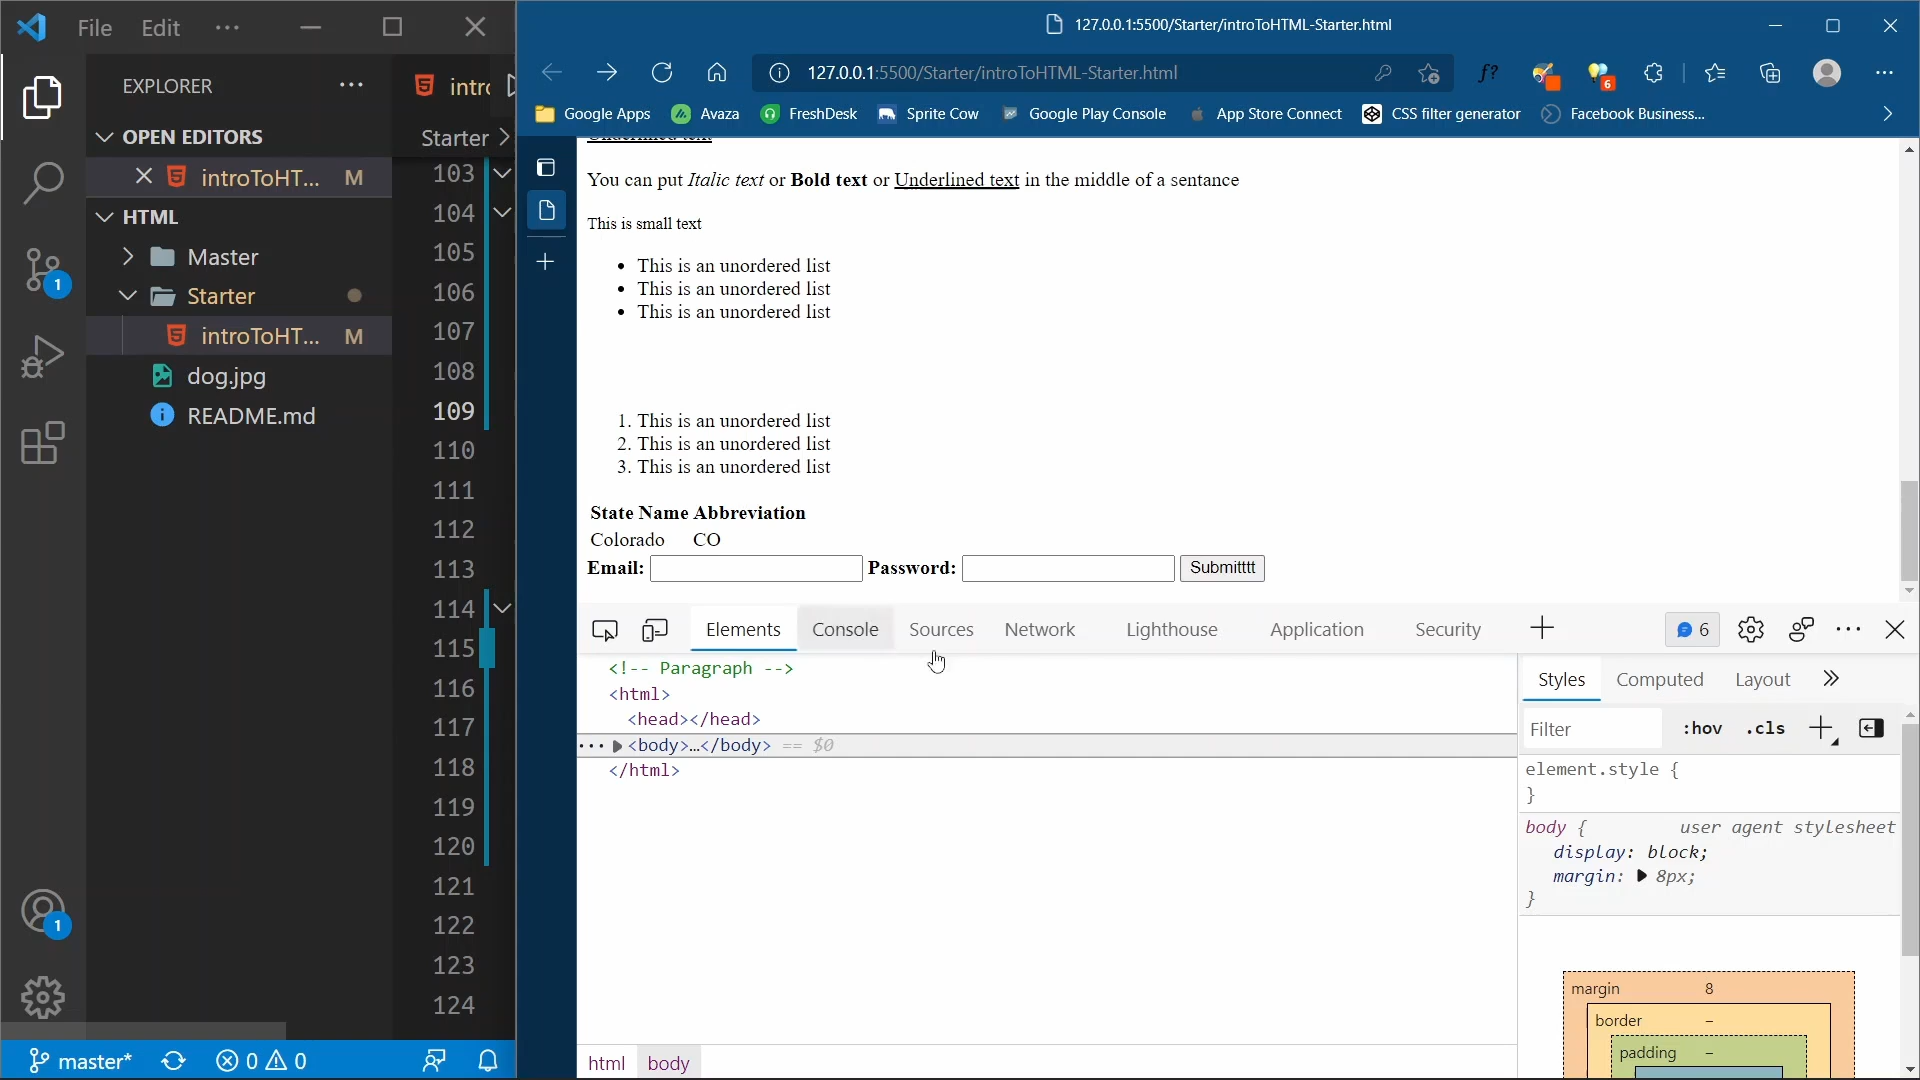 File Edit ...
EXPLORER ...
OPEN EDITORS
introToHT... M
HTML
Master
Starter
introToHT... M
dog.jpg
README.md
1
1
master* 0 0
intro
Starter
103
104
105
106
107
108
109
110
111
112
113
114
115
116
117
118
119
120
121
122
123
124
127.0.0.1:5500/Starter/introToHTML-Starter.html
127.0.0.1:5500/Starter/introToHTML-Starter.html f? 6
Google Apps Avaza FreshDesk Sprite Cow Google Play Console App Store Connect CSS filter generator Facebook Business...
Underlined text
You can put Italic text or Bold text or Underlined text in the middle of a sentance
This is small text
• This is an unordered list
• This is an unordered list
• This is an unordered list
1. This is an unordered list
2. This is an unordered list
3. This is an unordered list
State Name Abbreviation
Colorado CO
Email: Password: Submitttt
Elements Console Sources Network Lighthouse Application Security 6
<!-- Paragraph -->
<html>
<head></head>
... <body>…</body> == $0
</html>
html body
Styles Computed Layout
Filter :hov .cls
element.style {
}
body { user agent stylesheet
display: block;
margin: 8px;
}
margin 8
border –
padding –